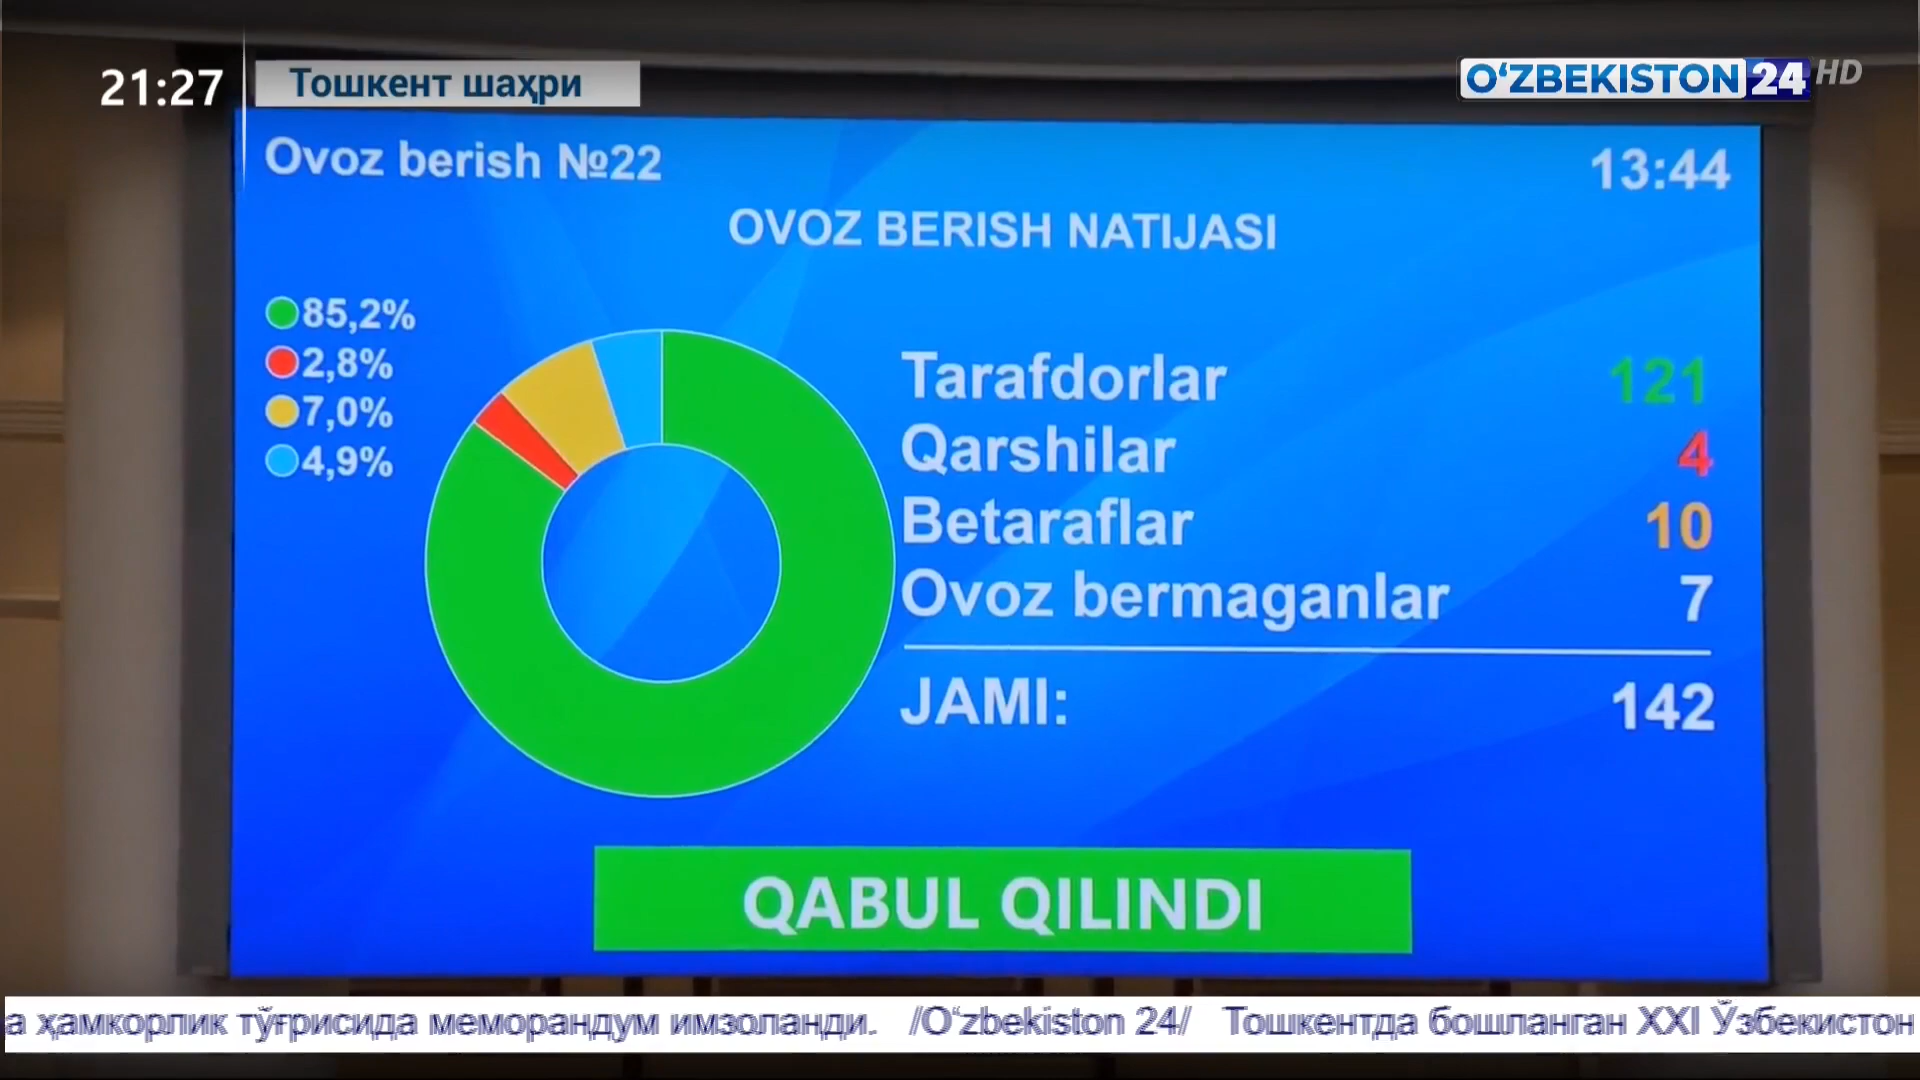 21:27
Тошкент шаҳри
O‘ZBEKISTON 24 HD
Ovoz berish №22
13:44
OVOZ BERISH NATIJASI
85,2%
2,8%
7,0%
4,9%
Tarafdorlar 121
Qarshilar 4
Betaraflar 10
Ovoz bermaganlar 7
JAMI: 142
QABUL QILINDI
а ҳамкорлик тўғрисида меморандум имзоланди. /O‘zbekiston 24/ Тошкентда бошланган XXI Ўзбекистон